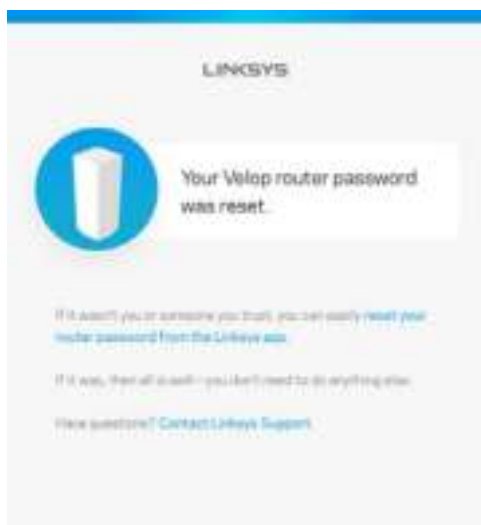 LINKSYS
Your Velop router password
was reset.
If it wasn't you or someone you trust, you can easily reset your
router password from the Linksys app.
If it was, then all is well - you don't need to do anything else.
Have questions? Contact Linksys Support